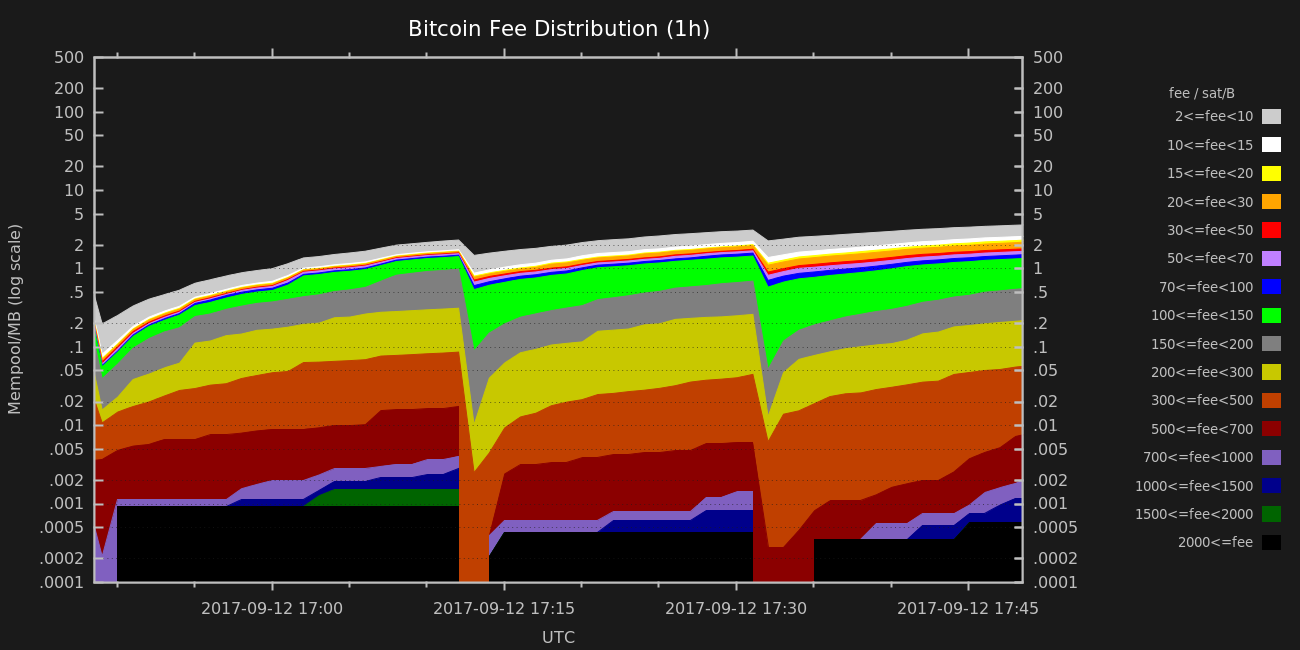 Bitcoin Fee Distribution (1h)
500 500
200 200
100 100
50 50
20 20
10 10
5 5
2 2
1 1
.5 .5
.2 .2
.1 .1
.05 .05
.02 .02
.01 .01
.005 .005
.002 .002
.001 .001
.0005 .0005
.0002 .0002
.0001 .0001
Mempool/MB (log scale)
2017-09-12 17:00 2017-09-12 17:15 2017-09-12 17:30 2017-09-12 17:45
UTC
fee / sat/B
2<=fee<10
10<=fee<15
15<=fee<20
20<=fee<30
30<=fee<50
50<=fee<70
70<=fee<100
100<=fee<150
150<=fee<200
200<=fee<300
300<=fee<500
500<=fee<700
700<=fee<1000
1000<=fee<1500
1500<=fee<2000
2000<=fee